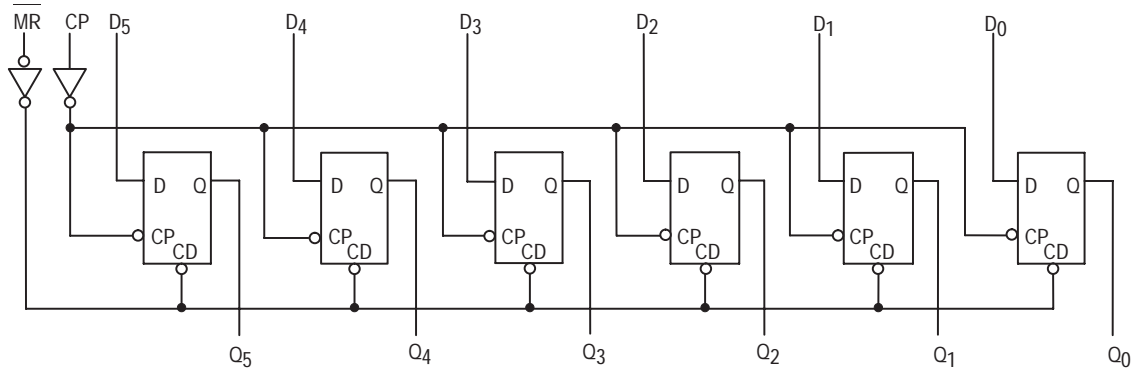 M̅R̅ CP D5 D4 D3 D2 D1 D0
D Q D Q D Q D Q D Q D Q
CP CP CP CP CP CP
CD CD CD CD CD CD
Q5 Q4 Q3 Q2 Q1 Q0